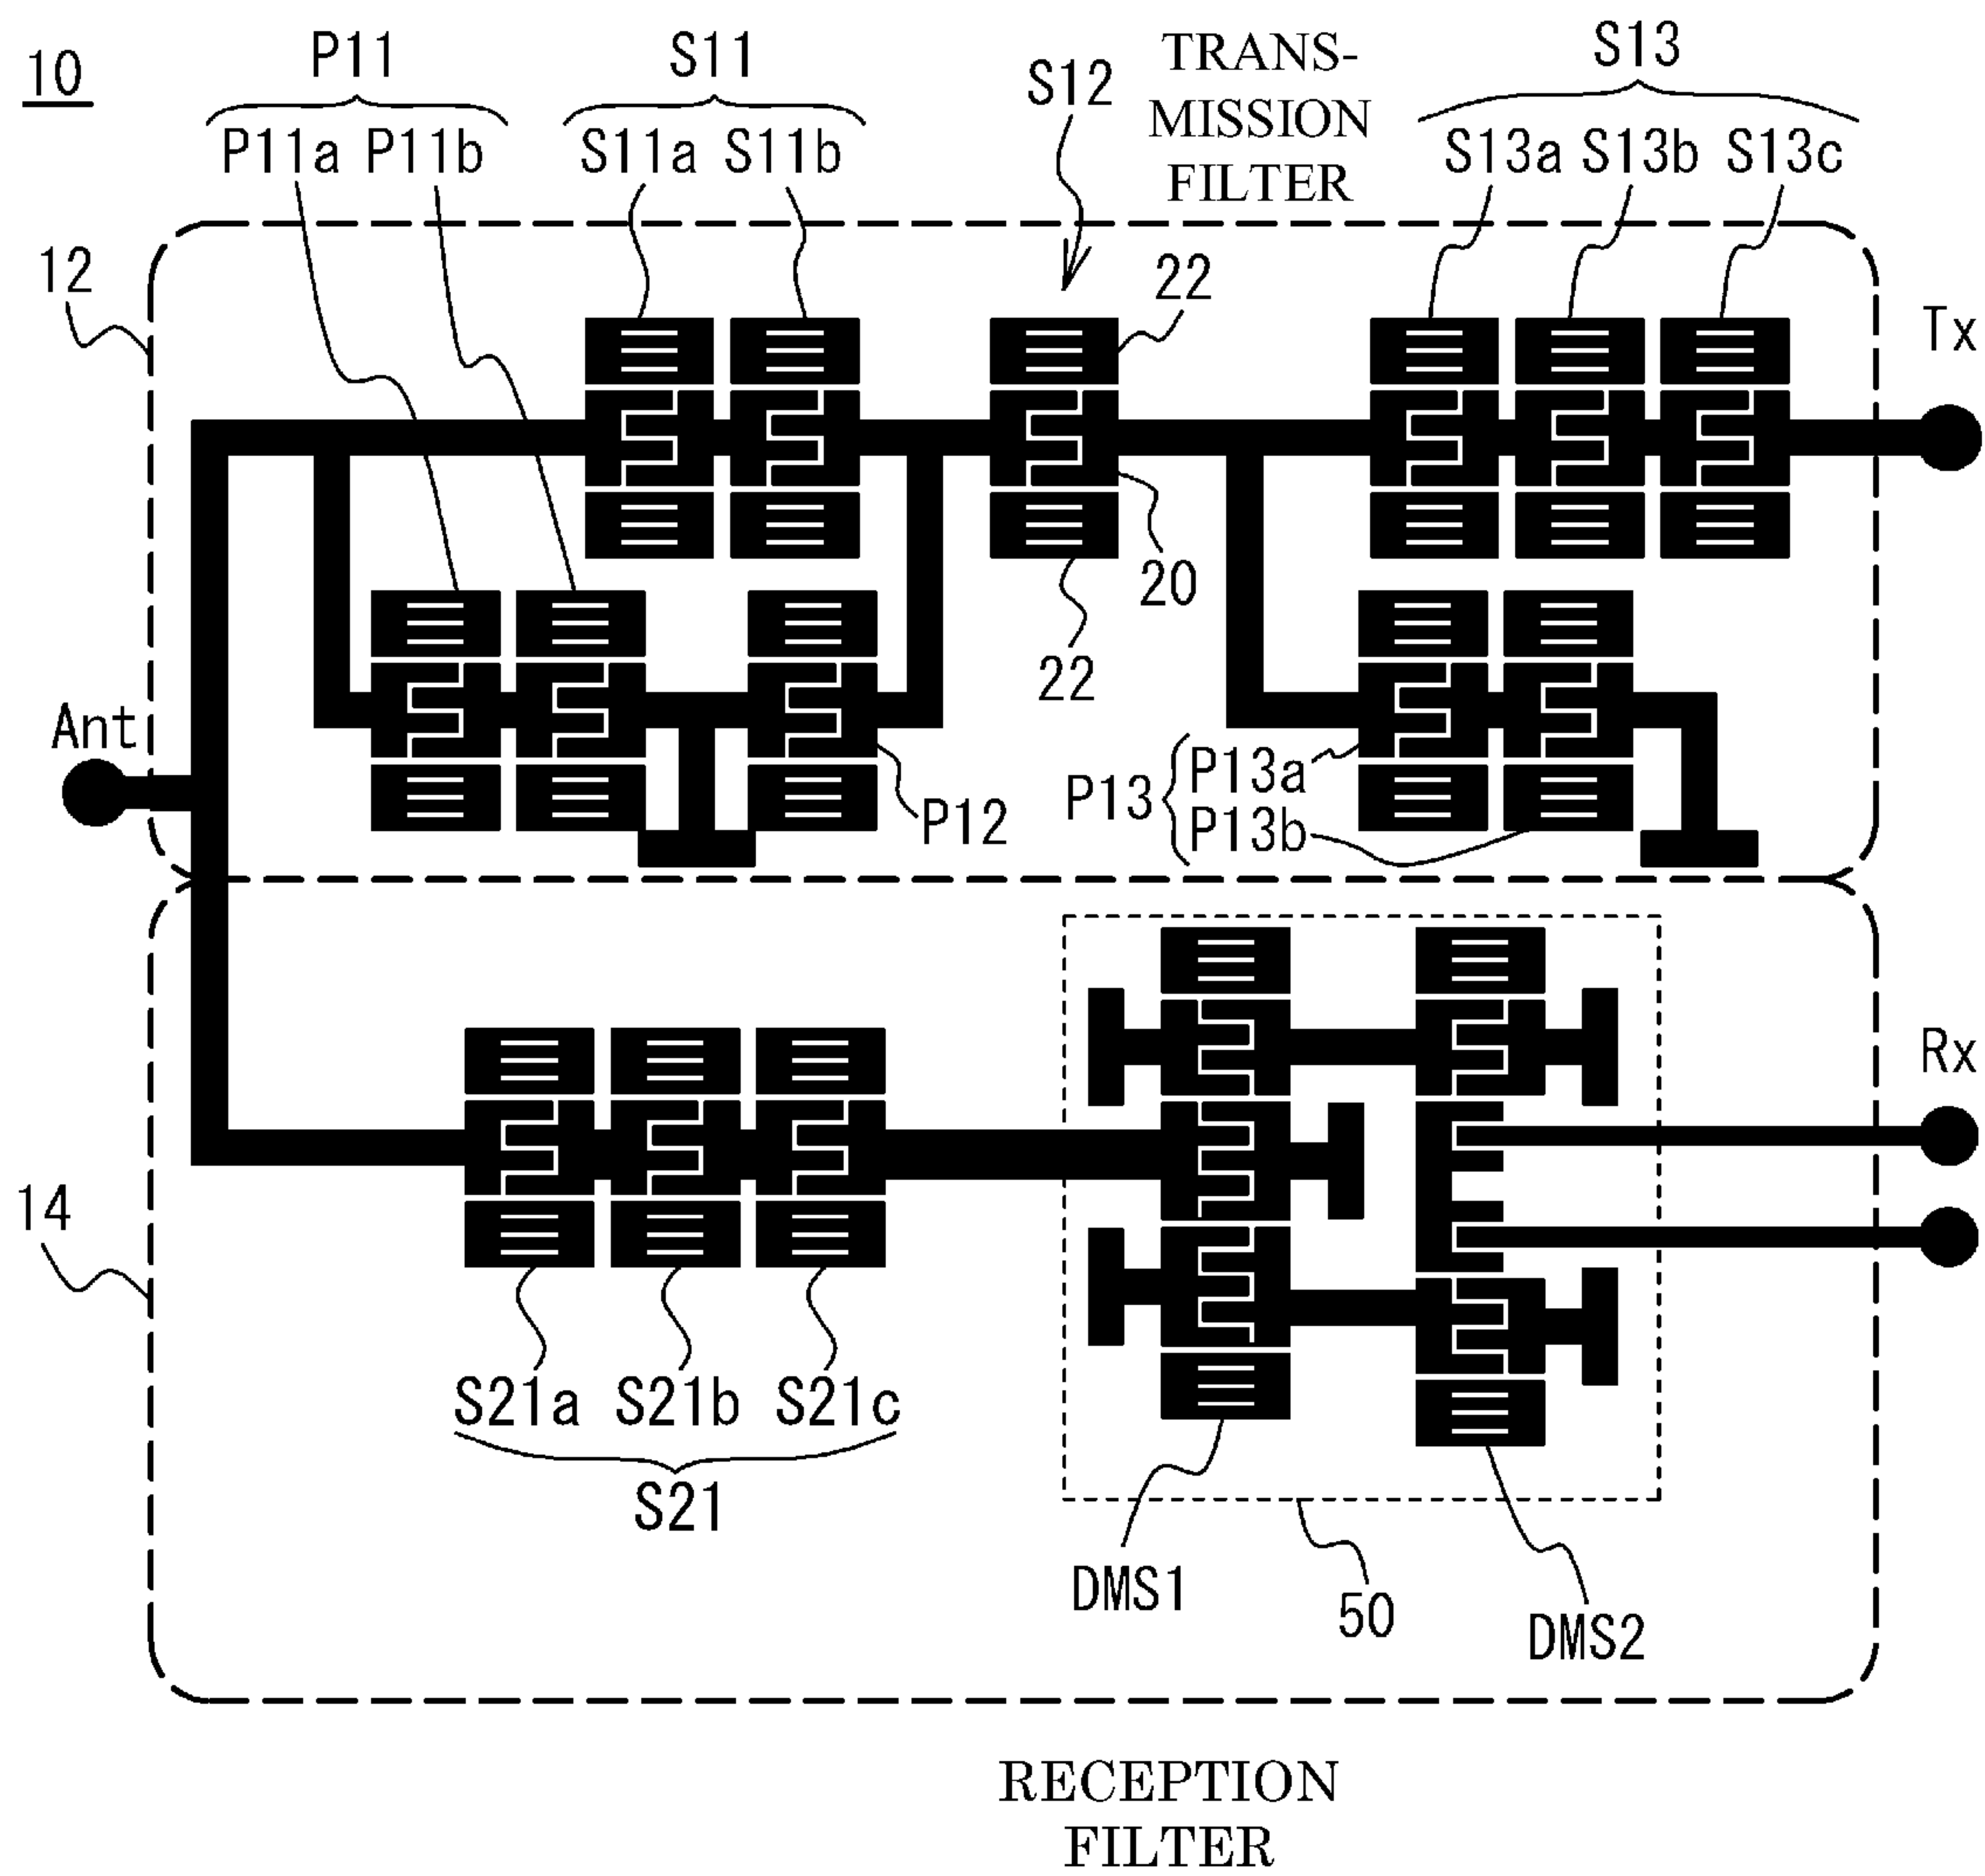 10
P11
S11
S12
TRANS-
MISSION
FILTER
S13
P11a P11b
S11a S11b
S13a S13b S13c
12
22
Tx
20
22
Ant
P12
P13
P13a
P13b
Rx
14
S21a S21b S21c
S21
DMS1
50
DMS2
RECEPTION
FILTER